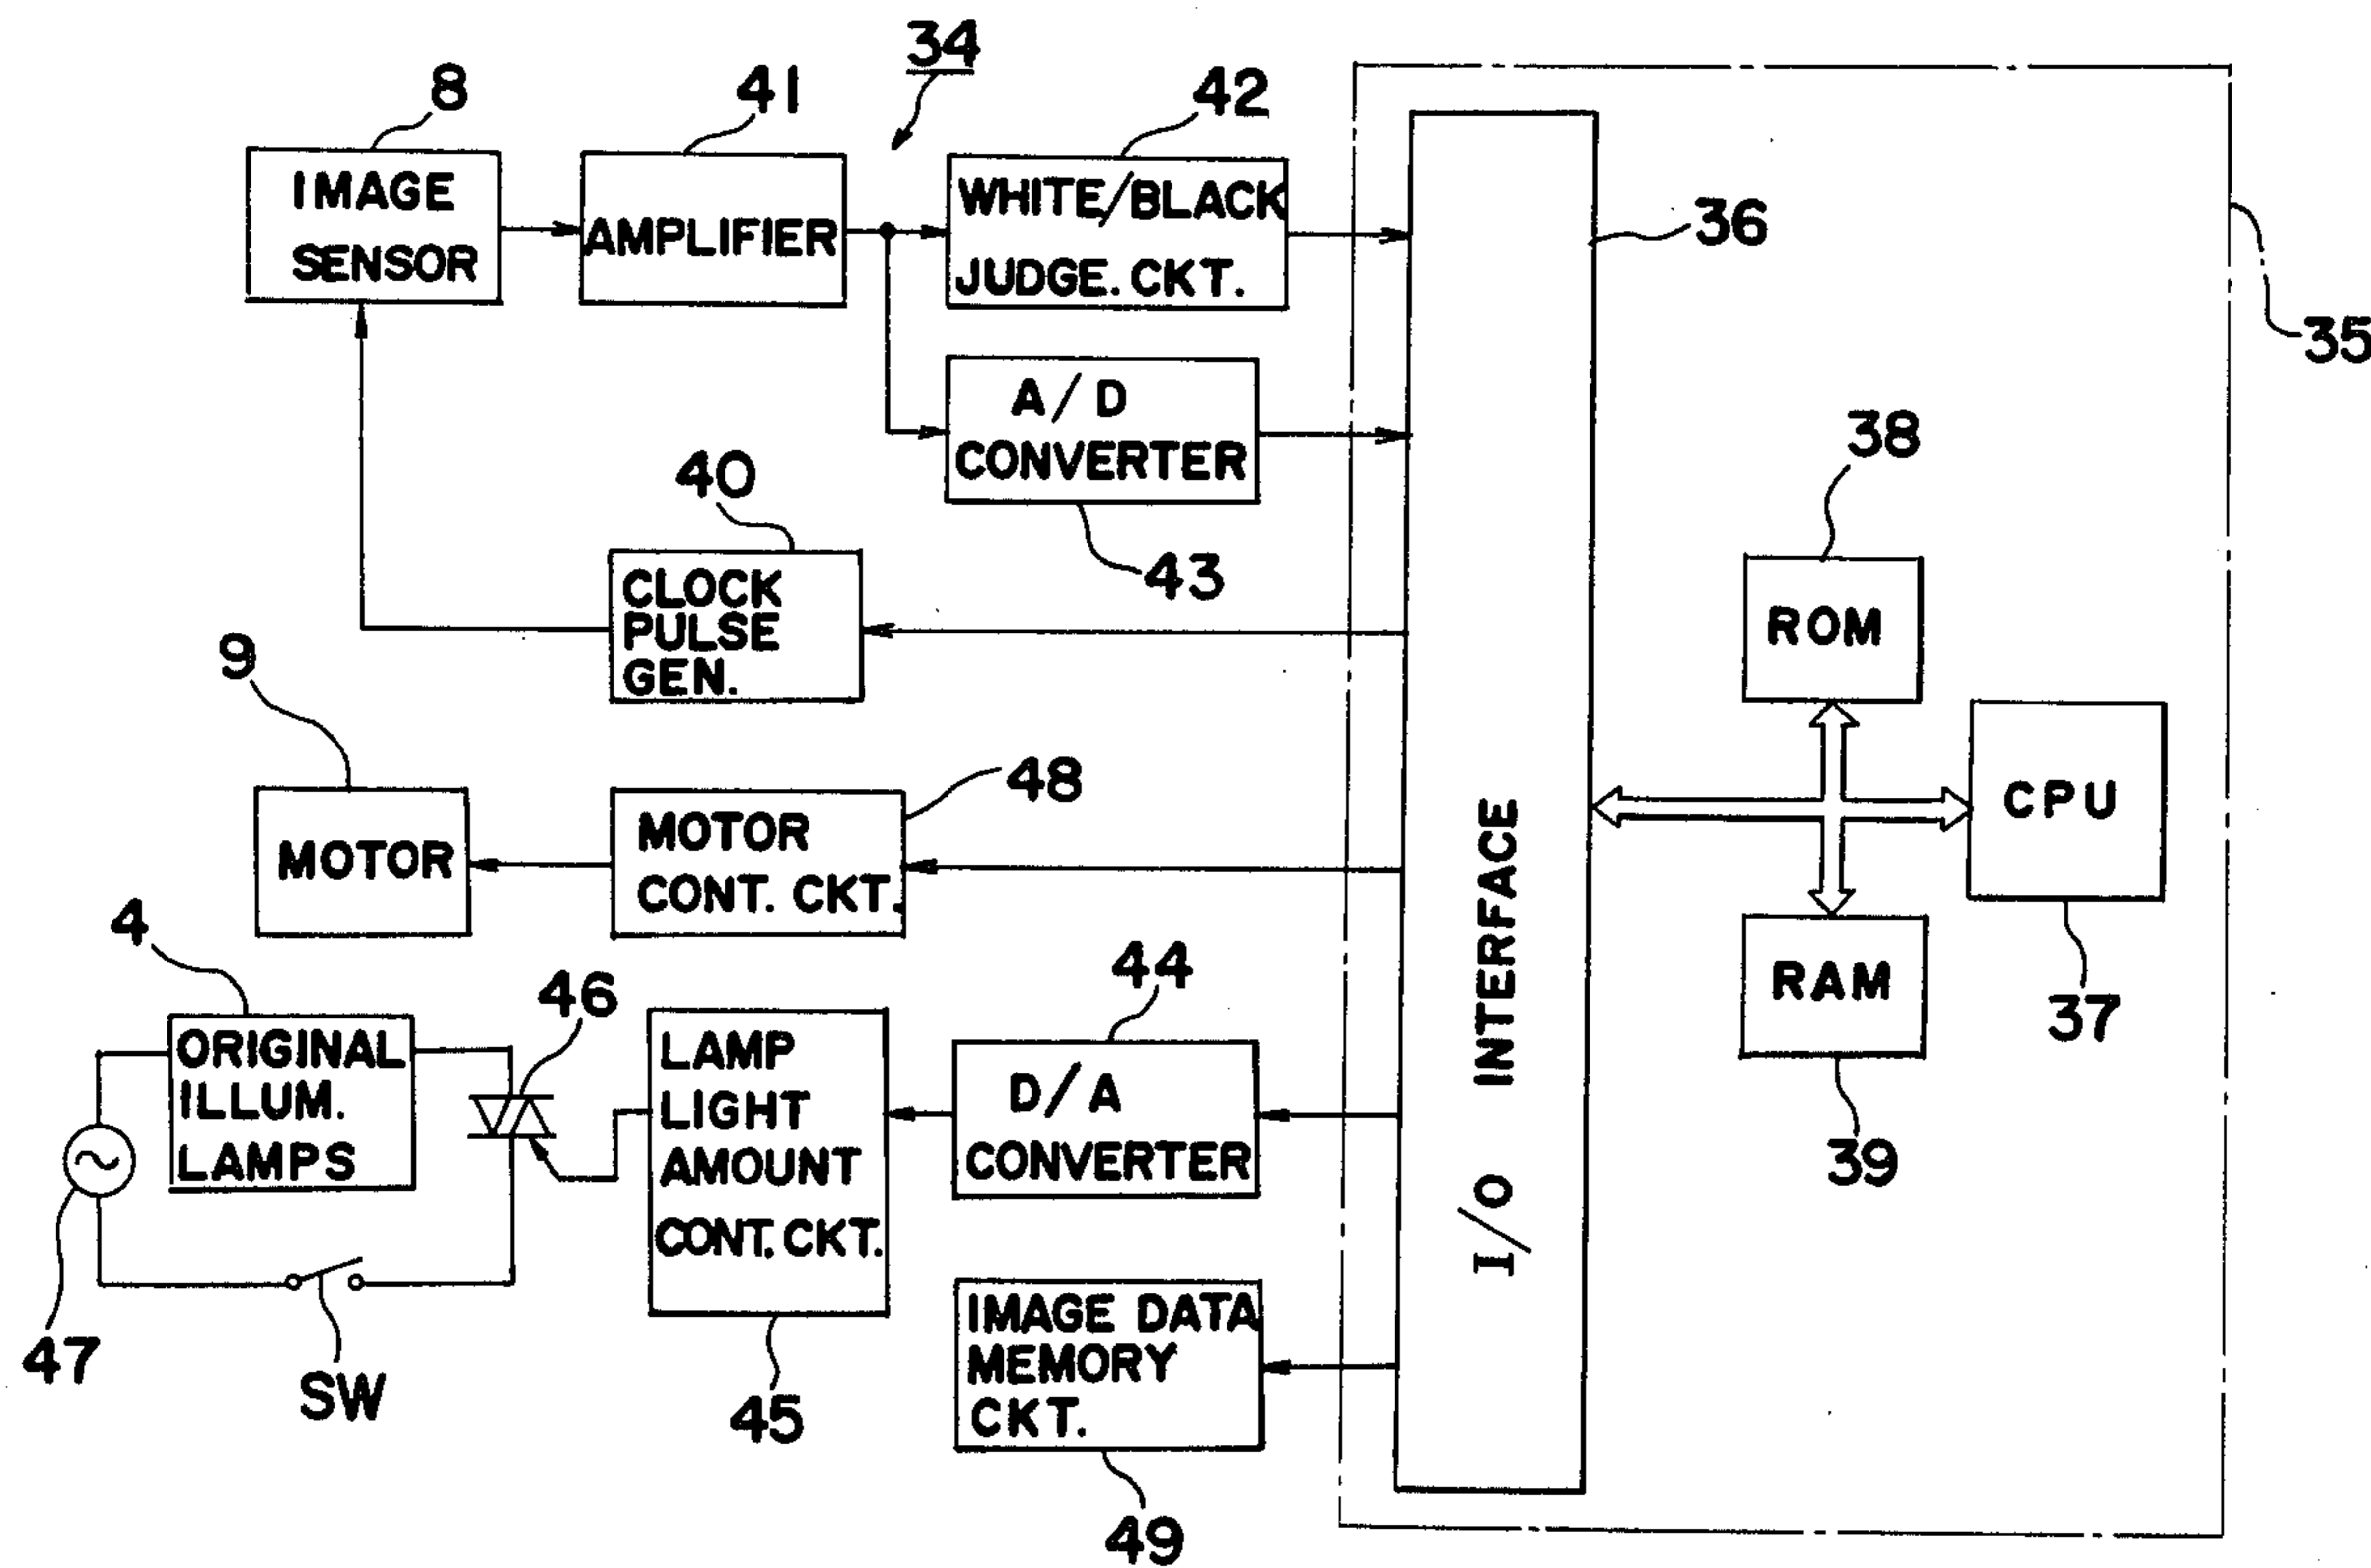 34
8
41
42
IMAGE
SENSOR
AMPLIFIER
WHITE/BLACK
JUDGE. CKT.
36
35
A/D
CONVERTER
43
40
CLOCK
PULSE
GEN.
38
ROM
9
MOTOR
48
MOTOR
CONT. CKT.
CPU
37
RAM
39
I/O INTERFACE
4
ORIGINAL
ILLUM.
LAMPS
46
LAMP
LIGHT
AMOUNT
CONT. CKT.
45
44
D/A
CONVERTER
47
SW
IMAGE DATA
MEMORY
CKT.
49